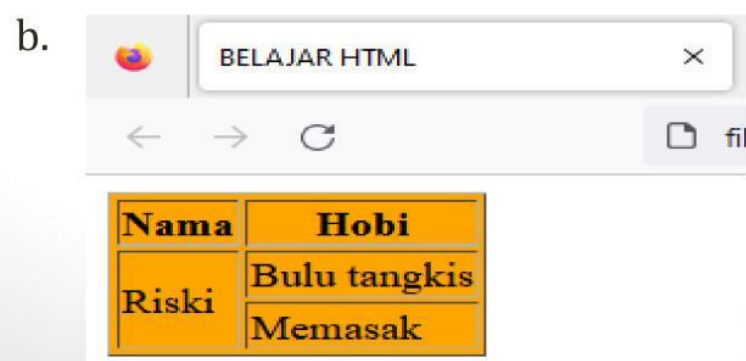 b.
BELAJAR HTML
fil
Nama Hobi
Riski
Bulu tangkis
Memasak